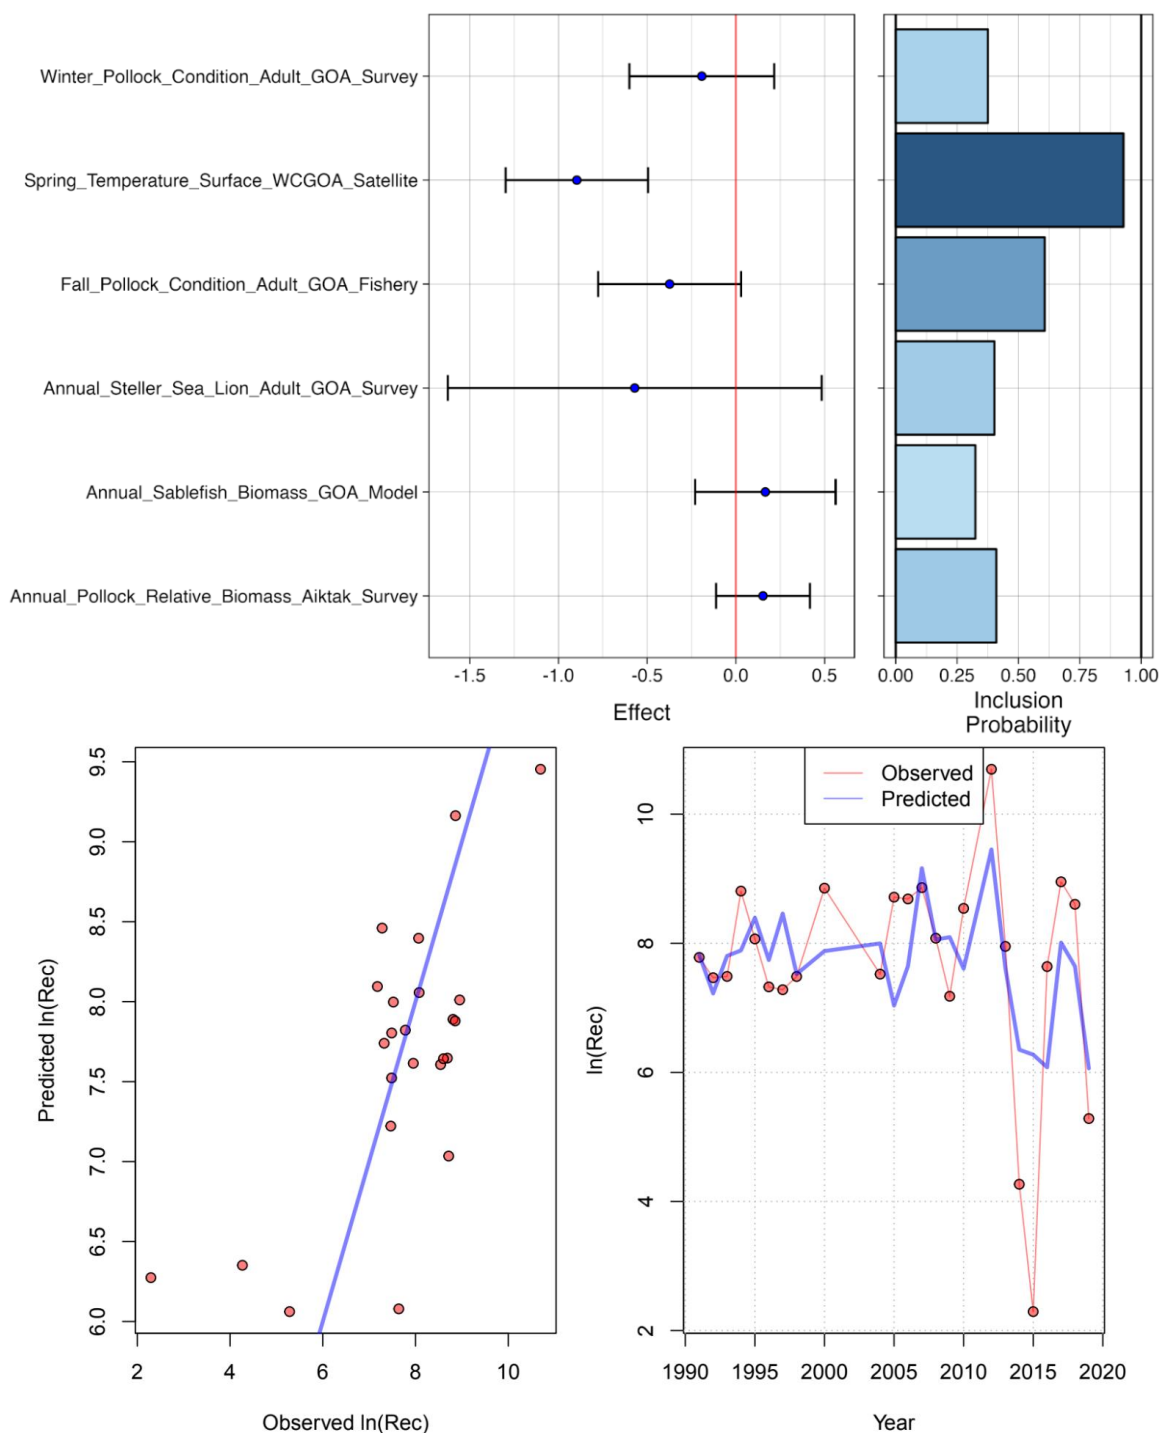 Winter_Pollock_Condition_Adult_GOA_Survey
Spring_Temperature_Surface_WCGOA_Satellite
Fall_Pollock_Condition_Adult_GOA_Fishery
Annual_Steller_Sea_Lion_Adult_GOA_Survey
Annual_Sablefish_Biomass_GOA_Model
Annual_Pollock_Relative_Biomass_Aiktak_Survey
-1.5 -1.0 -0.5 0.0 0.5
Effect
0.00 0.25 0.50 0.75 1.00
Inclusion
Probability
9.5
9.0
8.5
8.0
7.5
7.0
6.5
6.0
Predicted ln(Rec)
2 4 6 8 10
Observed ln(Rec)
Observed
Predicted
10
8
6
4
2
ln(Rec)
1990 1995 2000 2005 2010 2015 2020
Year